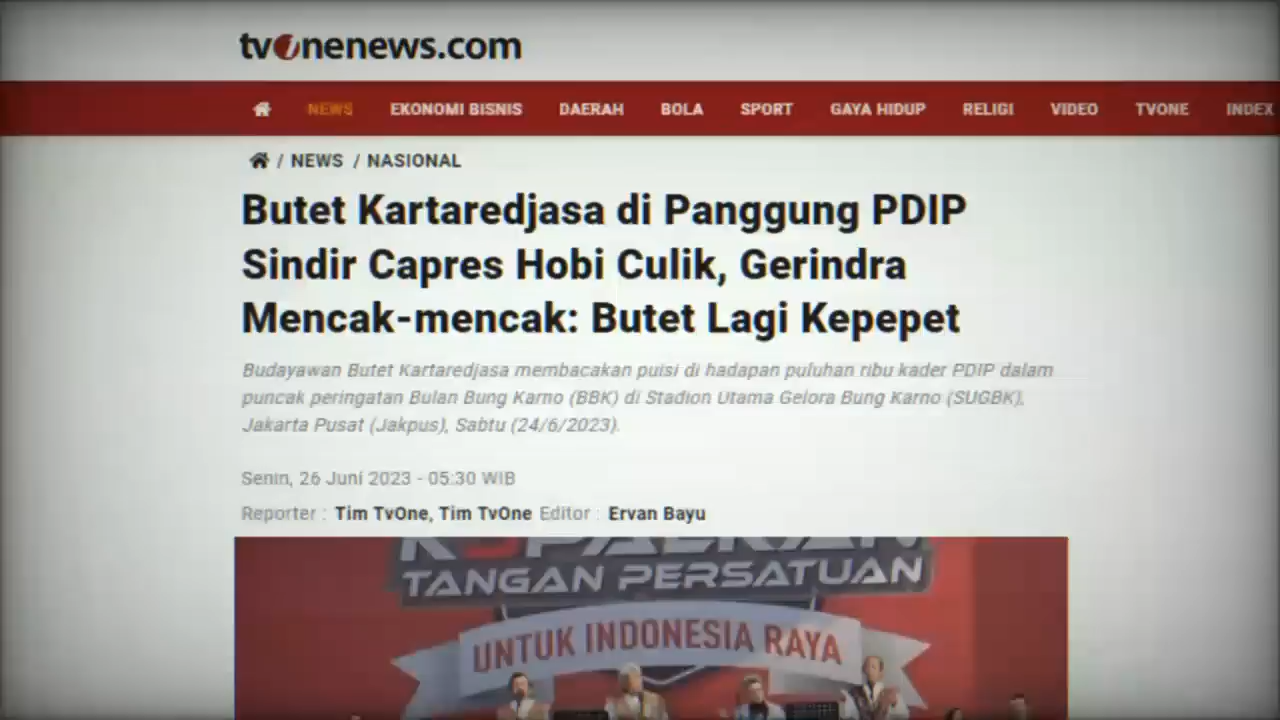 tvonenews.com
NEWS EKONOMI BISNIS DAERAH BOLA SPORT GAYA HIDUP RELIGI VIDEO TVONE INDEX
/ NEWS / NASIONAL
Butet Kartaredjasa di Panggung PDIP
Sindir Capres Hobi Culik, Gerindra
Mencak-mencak: Butet Lagi Kepepet
Budayawan Butet Kartaredjasa membacakan puisi di hadapan puluhan ribu kader PDIP dalam
puncak peringatan Bulan Bung Karno (BBK) di Stadion Utama Gelora Bung Karno (SUGBK),
Jakarta Pusat (Jakpus), Sabtu (24/6/2023).
Senin, 26 Juni 2023 - 05:30 WIB
Reporter : Tim TvOne, Tim TvOne Editor : Ervan Bayu
TANGAN PERSATUAN
UNTUK INDONESIA RAYA